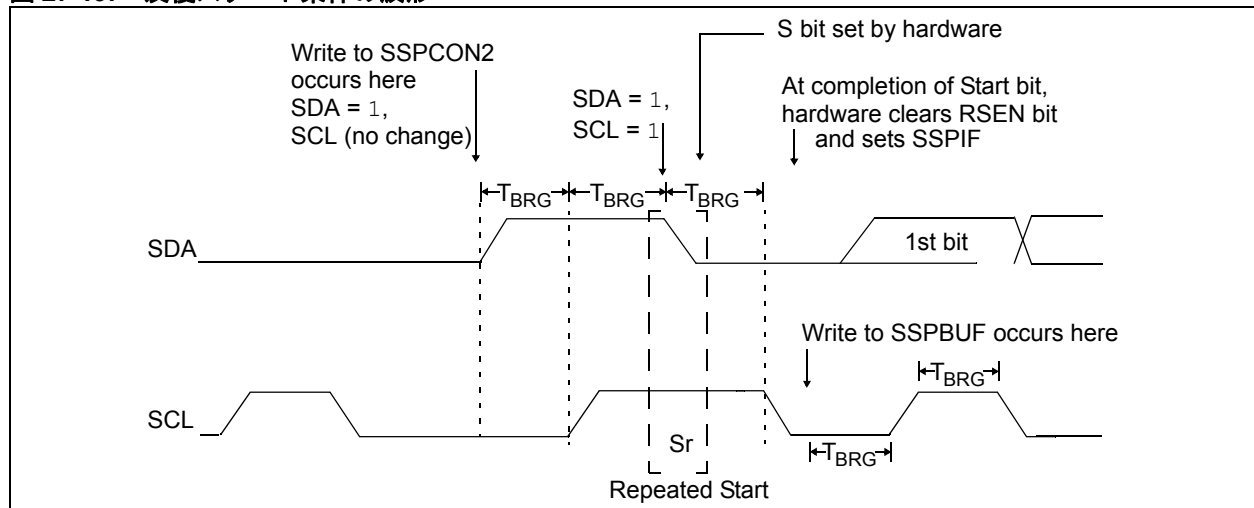 S bit set by hardware
Write to SSPCON2
occurs here
SDA = 1,
SCL (no change)
SDA = 1,
SCL = 1
At completion of Start bit,
hardware clears RSEN bit
and sets SSPIF
TBRG
TBRG
TBRG
SDA
1st bit
Write to SSPBUF occurs here
TBRG
SCL
Sr
TBRG
Repeated Start